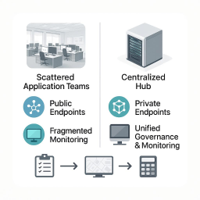 Scattered
Application Teams
Public
Endpoints
Fragmented
Monitoring
Centralized
Hub
Private
Endpoints
Unified
Governance
& Monitoring